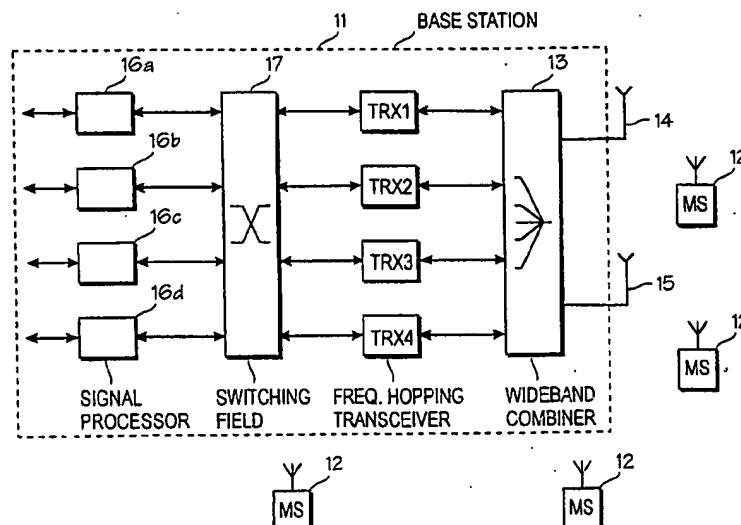 11
BASE STATION
16a
17
13
TRX1
14
16b
12
TRX2
MS
16c
TRX3
15
16d
12
TRX4
MS
SIGNAL PROCESSOR
SWITCHING FIELD
FREQ. HOPPING TRANSCEIVER
WIDEBAND COMBINER
12
MS
12
MS